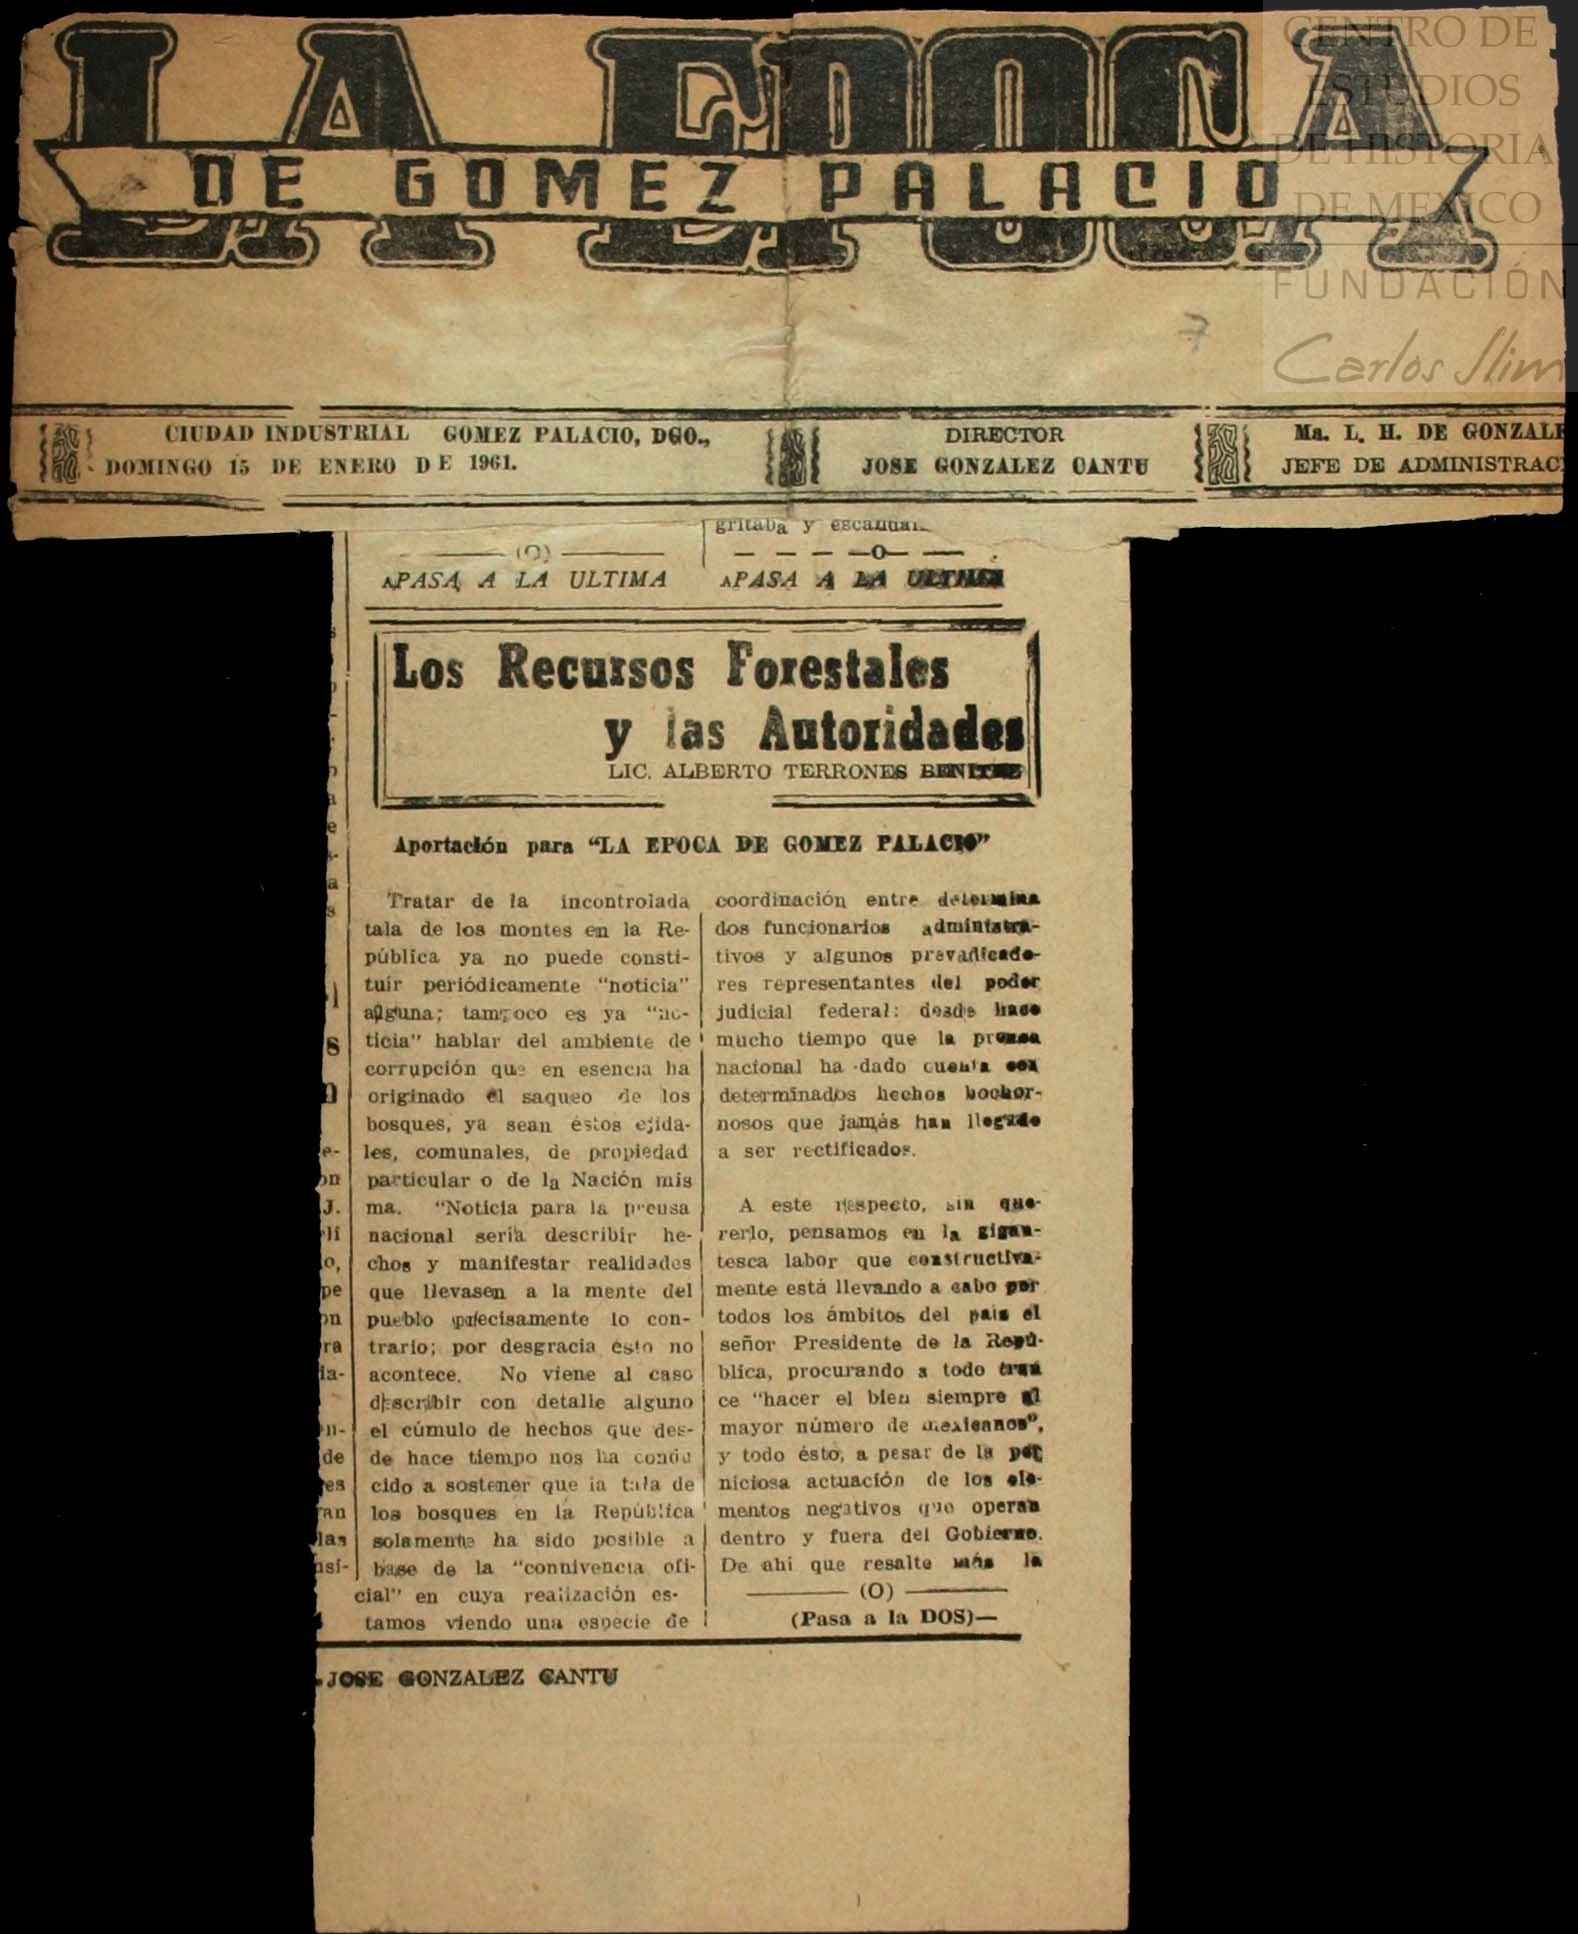 LA EPOCA
DE GOMEZ PALACIO
CENTRO DE
ESTUDIOS
DE HISTORIA
DE MEXICO
FUNDACIÓN
Carlos Slim
7
CIUDAD INDUSTRIAL GOMEZ PALACIO, DGO.,
DOMINGO 15 DE ENERO DE 1961.
DIRECTOR
JOSE GONZALEZ CANTU
Ma. L. H. DE GONZALE
JEFE DE ADMINISTRAC
gritaba y escandal
(O)
APASA A LA ULTIMA
O
APASA A LA ULTIMA
Los Recursos Forestales
y las Autoridades
LIC. ALBERTO TERRONES BENITEZ
Aportación para "LA EPOCA DE GOMEZ PALACIO"
Tratar de la incontrolada
tala de los montes en la Re-
pública ya no puede consti-
tuír periódicamente "noticia"
alguna; tampoco es ya "no-
ticia" hablar del ambiente de
corrupción que en esencia ha
originado el saqueo de los
bosques, ya sean éstos ejida-
les, comunales, de propiedad
particular o de la Nación mis
ma. "Noticia para la prensa
nacional sería describir he-
chos y manifestar realidades
que llevasen a la mente del
pueblo precisamente lo con-
trario; por desgracia ésto no
acontece. No viene al caso
describir con detalle alguno
el cúmulo de hechos que des-
de hace tiempo nos ha condu
cido a sostener que la tala de
los bosques en la República
solamente ha sido posible a
base de la "connivencia ofi-
cial" en cuya realización es-
tamos viendo una especie de
coordinación entre determina
dos funcionarios administra-
tivos y algunos prevaricado-
res representantes del poder
judicial federal: desde hace
mucho tiempo que la prensa
nacional ha dado cuenta con
determinados hechos bochor-
nosos que jamás han llegado
a ser rectificados.
A este respecto, sin que-
rerlo, pensamos en la gigan-
tesca labor que constructiva-
mente está llevando a cabo por
todos los ámbitos del país el
señor Presidente de la Repú-
blica, procurando a todo tran
ce "hacer el bien siempre al
mayor número de mexicanos",
y todo ésto, a pesar de la per
niciosa actuación de los ele-
mentos negativos que operan
dentro y fuera del Gobierno.
De ahí que resalte más la
(O)
(Pasa a la DOS)—
JOSE GONZALEZ CANTU